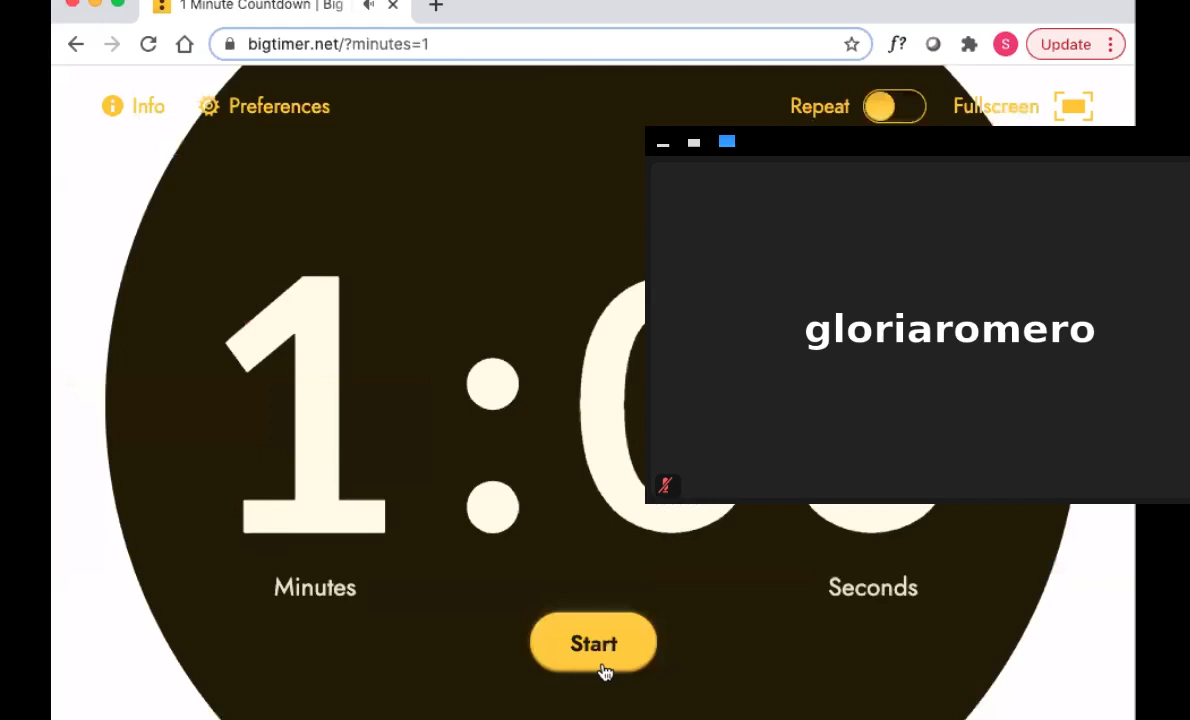 1 Minute Countdown | Big
bigtimer.net/?minutes=1
f?
S
Update
Info
Preferences
Repeat
Fullscreen
gloriaromero
1:0
Minutes
Seconds
Start